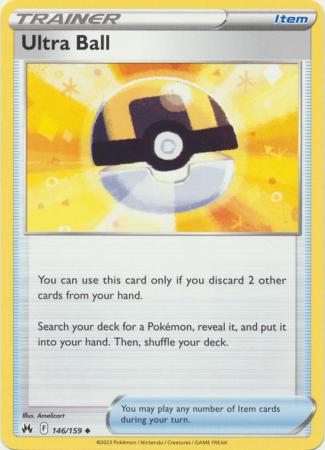 TRAINER Item
Ultra Ball
You can use this card only if you discard 2 other
cards from your hand.
Search your deck for a Pokémon, reveal it, and put it
into your hand. Then, shuffle your deck.
Illus. Amelicart
F 146/159 ◆
You may play any number of Item cards
during your turn.
©2023 Pokémon / Nintendo / Creatures / GAME FREAK